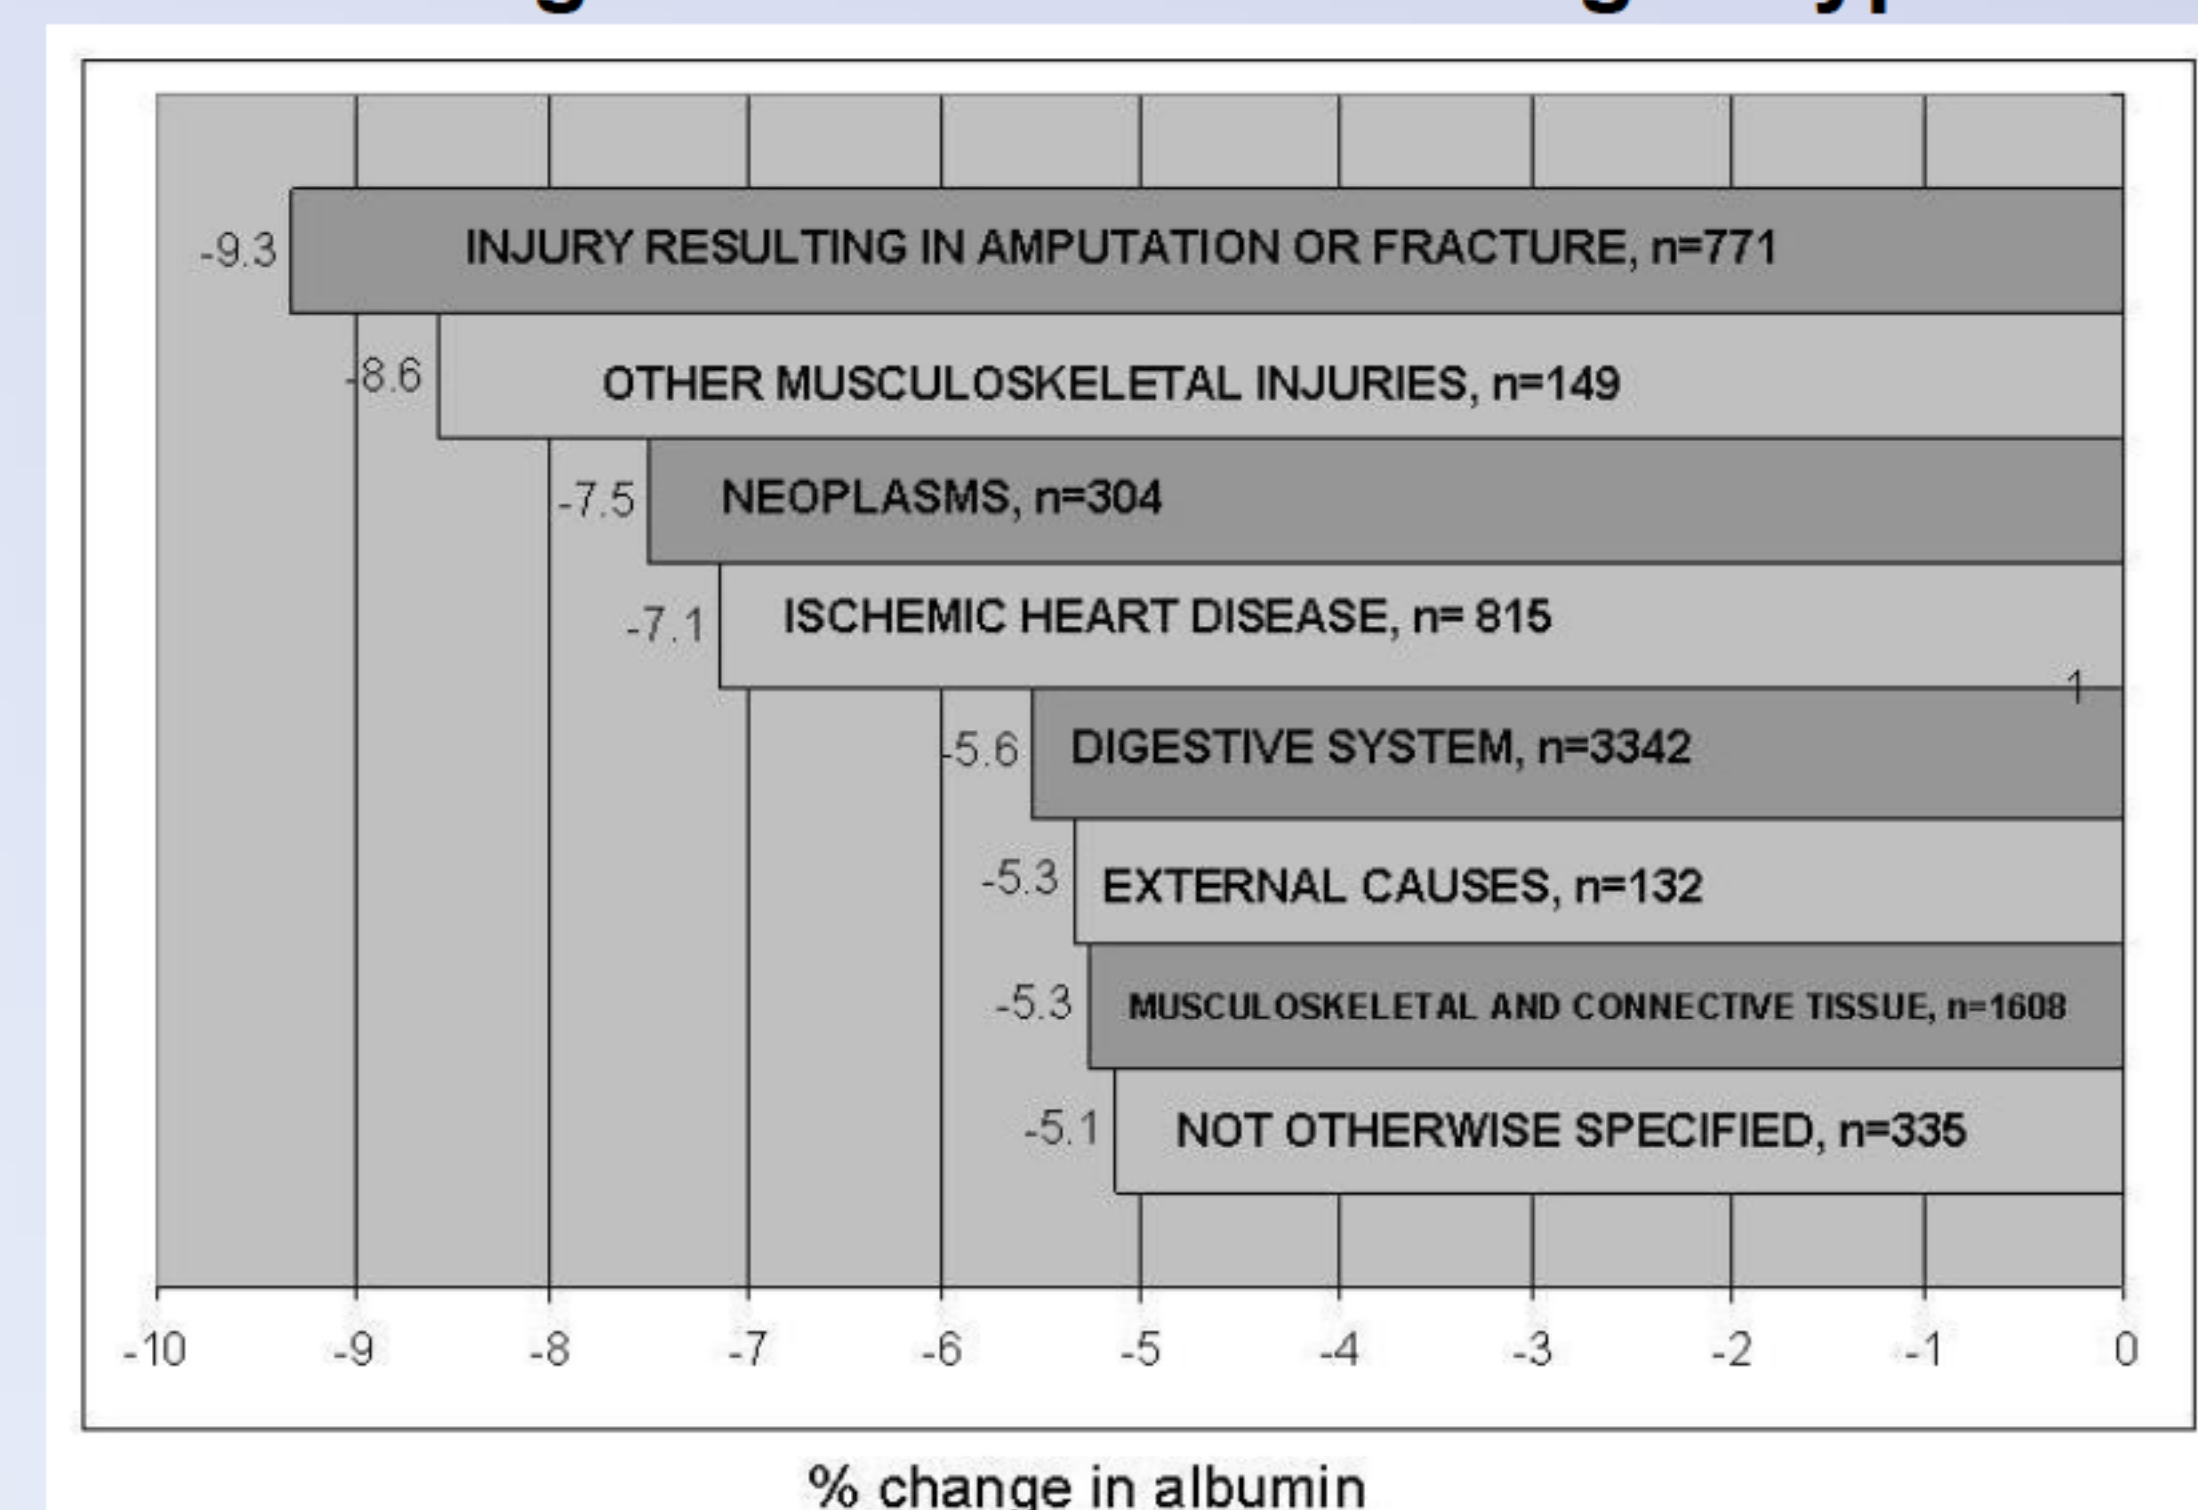 -9.3 INJURY RESULTING IN AMPUTATION OR FRACTURE, n=771
-8.6 OTHER MUSCULOSKELETAL INJURIES, n=149
-7.5 NEOPLASMS, n=304
-7.1 ISCHEMIC HEART DISEASE, n= 815
1
-5.6 DIGESTIVE SYSTEM, n=3342
-5.3 EXTERNAL CAUSES, n=132
-5.3 MUSCULOSKELETAL AND CONNECTIVE TISSUE, n=1608
-5.1 NOT OTHERWISE SPECIFIED, n=335
-10 -9 -8 -7 -6 -5 -4 -3 -2 -1 0
% change in albumin